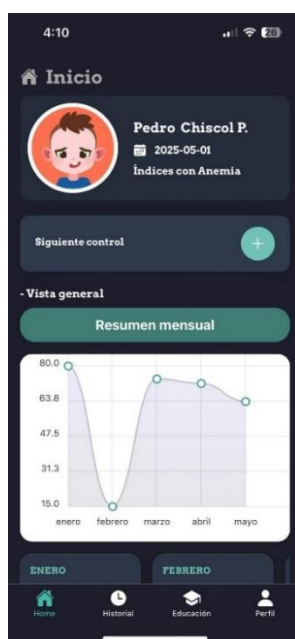 4:10
26
Inicio
Pedro Chiscol P.
2025-05-01
Índices con Anemia
Siguiente control
+
- Vista general
Resumen mensual
80.0
63.8
47.5
31.3
15.0
enero febrero marzo abril mayo
ENERO FEBRERO
Home Historial Educación Perfil